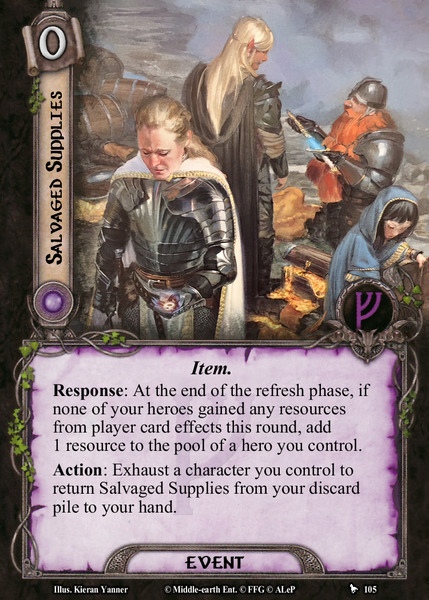 0
Salvaged Supplies
Item.
Response: At the end of the refresh phase, if
none of your heroes gained any resources
from player card effects this round, add
1 resource to the pool of a hero you control.
Action: Exhaust a character you control to
return Salvaged Supplies from your discard
pile to your hand.
EVENT
Illus. Kieran Yanner © Middle-earth Ent. © FFG © ALeP 105